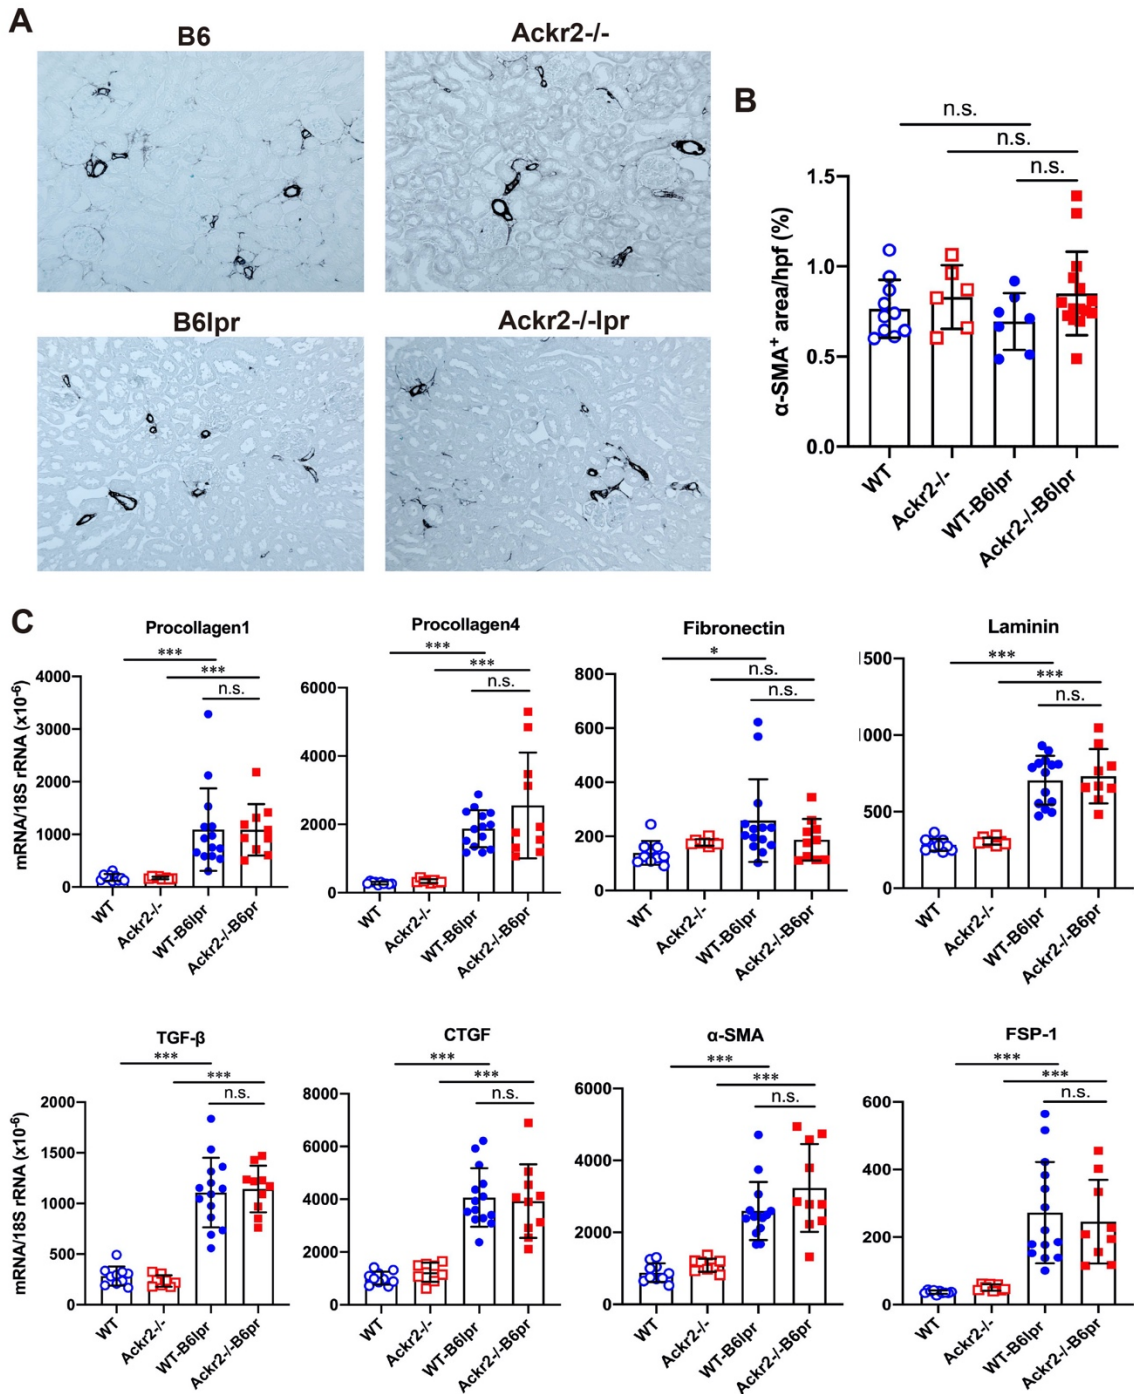 A
B6
Ackr2-/-
B6lpr
Ackr2-/-lpr
B
n.s.
n.s.
n.s.
α-SMA⁺ area/hpf (%)
1.5
1.0
0.5
0.0
WT
Ackr2-/-
WT-B6lpr
Ackr2-/-B6lpr
C
Procollagen1
***
***
n.s.
mRNA/18S rRNA (x10⁻⁶)
4000
3000
2000
1000
0
WT
Ackr2-/-
WT-B6lpr
Ackr2-/-B6pr
Procollagen4
***
***
n.s.
6000
4000
2000
0
WT
Ackr2-/-
WT-B6lpr
Ackr2-/-B6pr
Fibronectin
*
n.s.
n.s.
800
600
400
200
0
WT
Ackr2-/-
WT-B6lpr
Ackr2-/-B6pr
Laminin
***
***
n.s.
1500
1000
500
0
WT
Ackr2-/-
WT-B6lpr
Ackr2-/-B6pr
TGF-β
***
***
n.s.
mRNA/18S rRNA (x10⁻⁶)
2000
1500
1000
500
0
WT
Ackr2-/-
WT-B6lpr
Ackr2-/-B6pr
CTGF
***
***
n.s.
8000
6000
4000
2000
0
WT
Ackr2-/-
WT-B6lpr
Ackr2-/-B6pr
α-SMA
***
***
n.s.
6000
4000
2000
0
WT
Ackr2-/-
WT-B6lpr
Ackr2-/-B6pr
FSP-1
***
***
n.s.
600
400
200
0
WT
Ackr2-/-
WT-B6lpr
Ackr2-/-B6pr